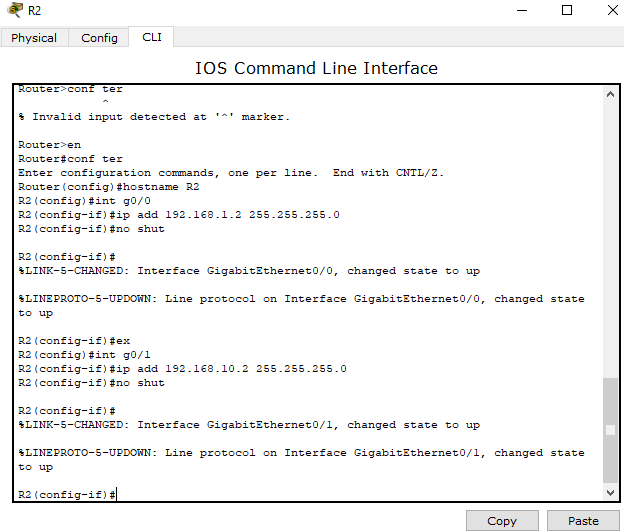 R2
Physical Config CLI
IOS Command Line Interface
Router>conf ter
^
% Invalid input detected at '^' marker.
Router>en
Router#conf ter
Enter configuration commands, one per line.  End with CNTL/Z.
Router(config)#hostname R2
R2(config)#int g0/0
R2(config-if)#ip add 192.168.1.2 255.255.255.0
R2(config-if)#no shut
R2(config-if)#
%LINK-5-CHANGED: Interface GigabitEthernet0/0, changed state to up
%LINEPROTO-5-UPDOWN: Line protocol on Interface GigabitEthernet0/0, changed state
to up
R2(config-if)#ex
R2(config)#int g0/1
R2(config-if)#ip add 192.168.10.2 255.255.255.0
R2(config-if)#no shut
R2(config-if)#
%LINK-5-CHANGED: Interface GigabitEthernet0/1, changed state to up
%LINEPROTO-5-UPDOWN: Line protocol on Interface GigabitEthernet0/1, changed state
to up
R2(config-if)#
Copy Paste